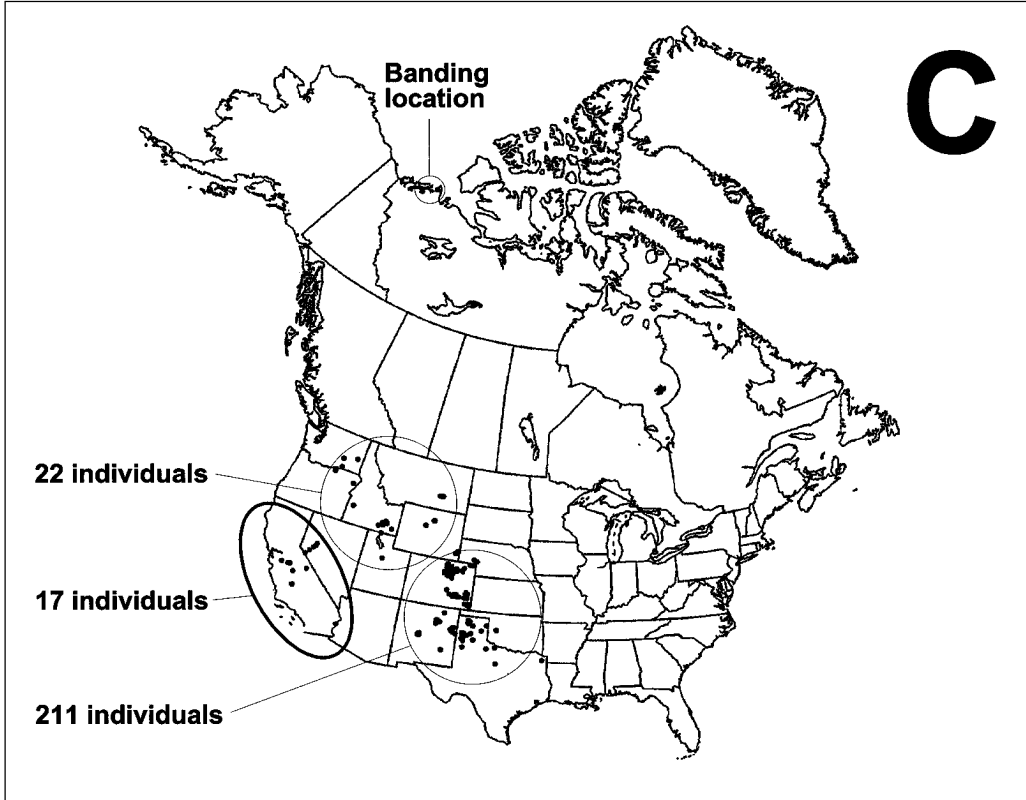 Banding
location
C
22 individuals
17 individuals
211 individuals